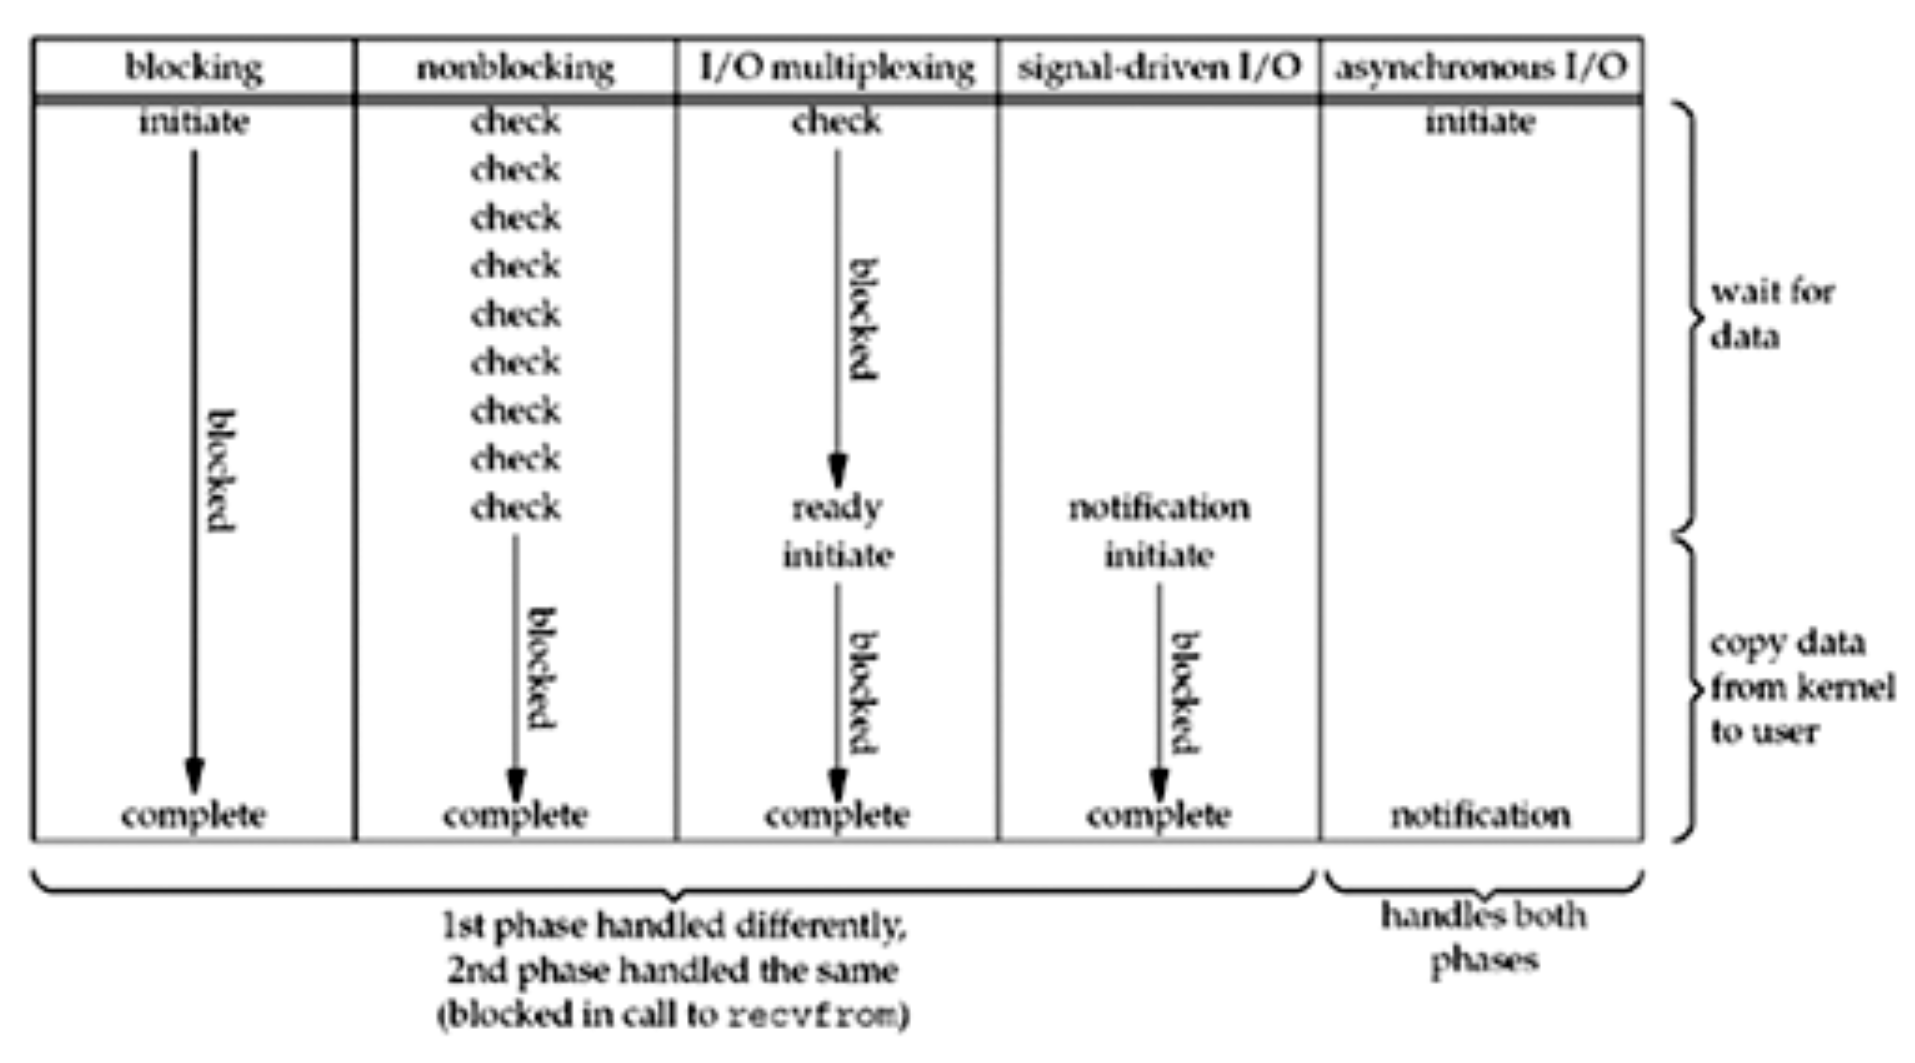 blocking nonblocking I/O multiplexing signal-driven I/O asynchronous I/O
initiate check check initiate
check
check
check
check
check
check
check
check ready notification
initiate initiate
blocked
blocked
blocked
blocked
blocked
complete complete complete complete notification
wait for
data
copy data
from kernel
to user
1st phase handled differently,
2nd phase handled the same
(blocked in call to recvfrom)
handles both
phases